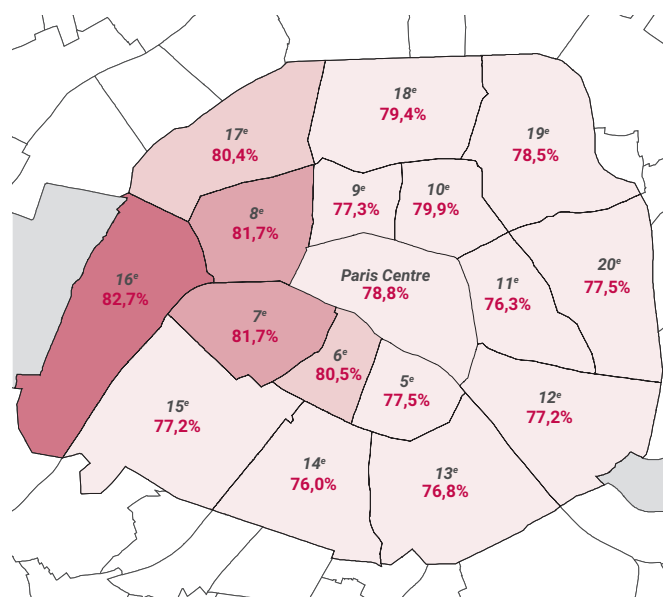 18ᵉ
79,4%
17ᵉ
80,4%
19ᵉ
78,5%
9ᵉ
77,3%
10ᵉ
79,9%
8ᵉ
81,7%
Paris Centre
78,8%
20ᵉ
77,5%
16ᵉ
82,7%
11ᵉ
76,3%
7ᵉ
81,7%
6ᵉ
80,5%
5ᵉ
77,5%
12ᵉ
77,2%
15ᵉ
77,2%
14ᵉ
76,0%
13ᵉ
76,8%